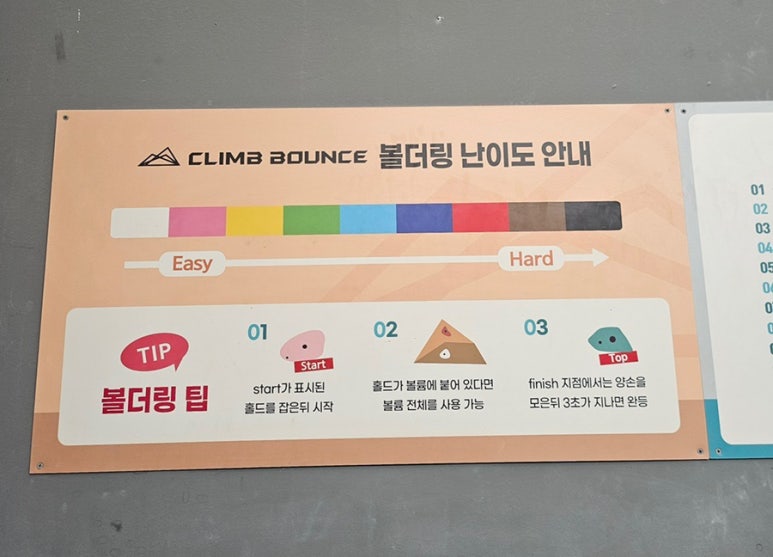 CLIMB BOUNCE 볼더링 난이도 안내
Easy
Hard
TIP
볼더링 팁
01
Start
start가 표시된
홀드를 잡은뒤 시작
02
홀드가 볼륨에 붙어 있다면
볼륨 전체를 사용 가능
03
Top
finish 지점에서는 양손을
모은뒤 3초가 지나면 완등
01
02
03
04
05